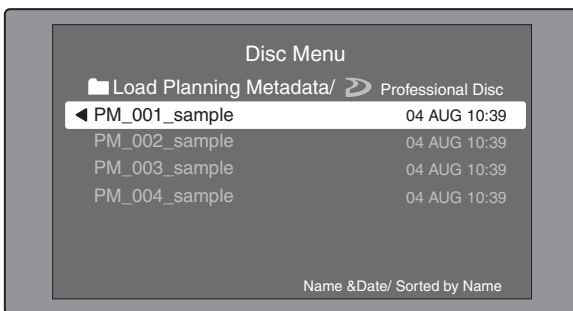 Disc Menu
Load Planning Metadata/ Professional Disc
PM_001_sample 04 AUG 10:39
PM_002_sample 04 AUG 10:39
PM_003_sample 04 AUG 10:39
PM_004_sample 04 AUG 10:39
Name &Date/ Sorted by Name